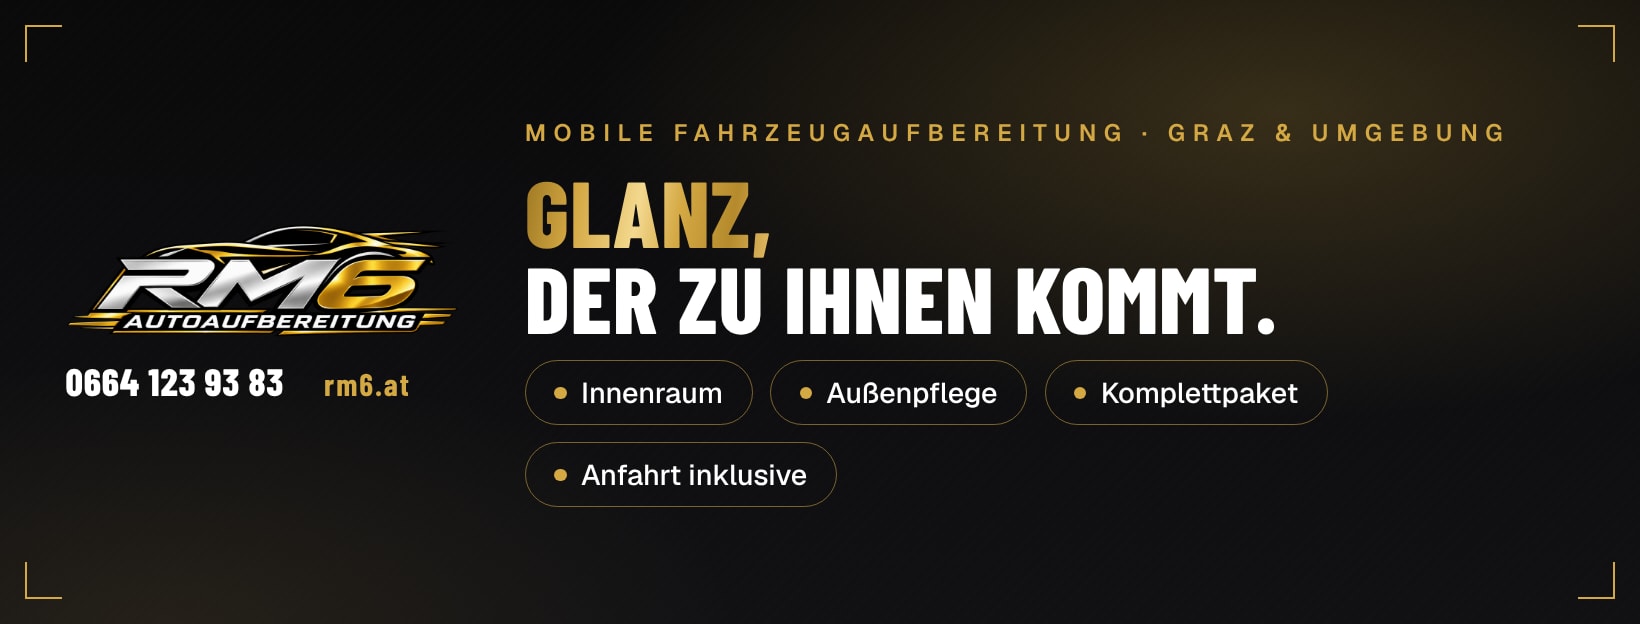 MOBILE FAHRZEUGAUFBEREITUNG · GRAZ & UMGEBUNG
GLANZ,
DER ZU IHNEN KOMMT.
RM6
AUTOAUFBEREITUNG
0664 123 93 83 rm6.at
Innenraum
Außenpflege
Komplettpaket
Anfahrt inklusive